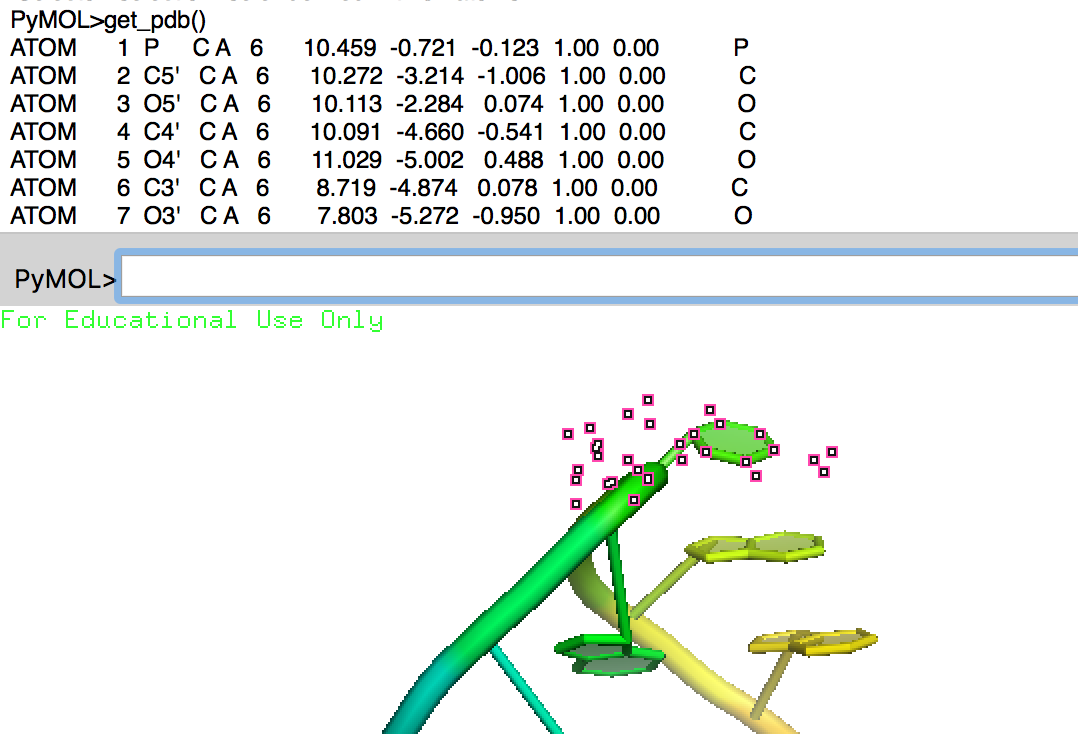 PyMOL>get_pdb()
ATOM 1 P C A 6 10.459 -0.721 -0.123 1.00 0.00 P
ATOM 2 C5' C A 6 10.272 -3.214 -1.006 1.00 0.00 C
ATOM 3 O5' C A 6 10.113 -2.284 0.074 1.00 0.00 O
ATOM 4 C4' C A 6 10.091 -4.660 -0.541 1.00 0.00 C
ATOM 5 O4' C A 6 11.029 -5.002 0.488 1.00 0.00 O
ATOM 6 C3' C A 6 8.719 -4.874 0.078 1.00 0.00 C
ATOM 7 O3' C A 6 7.803 -5.272 -0.950 1.00 0.00 O
PyMOL>
For Educational Use Only